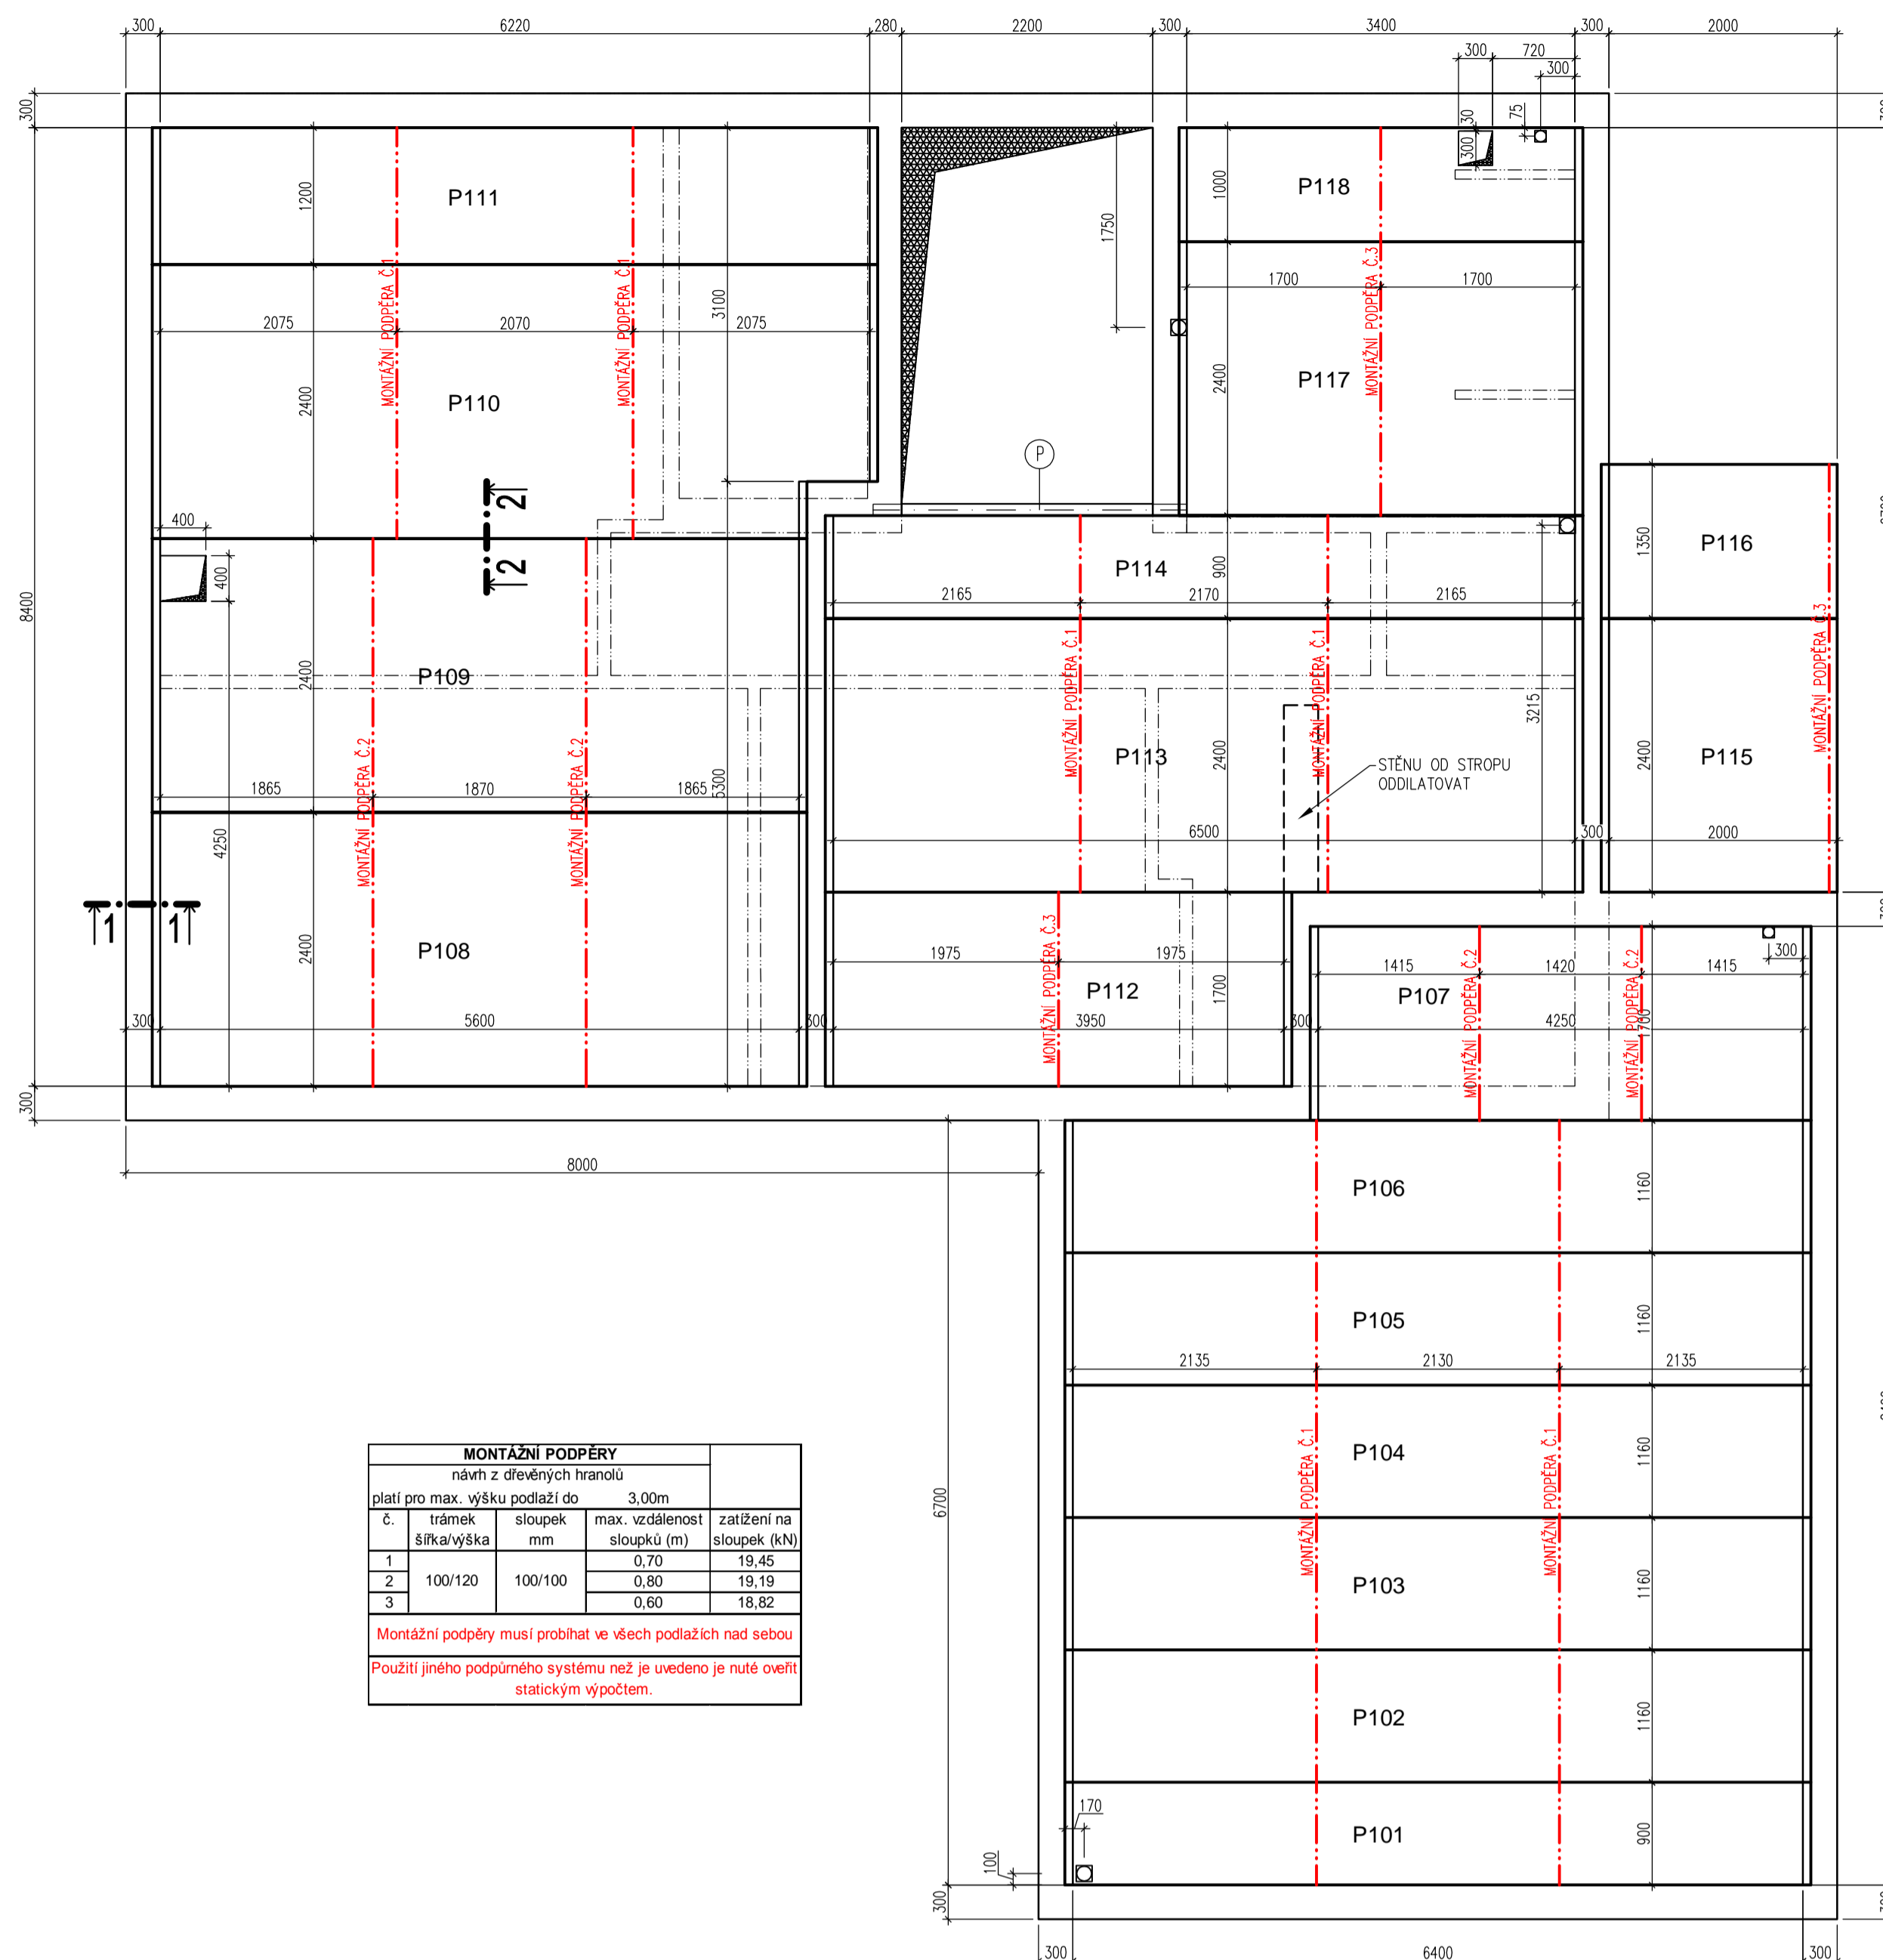 300 6220 280 2200 300 3400 300 2000
300 720
300
75
30
300
300
1200
P111
1750
1000
P118
MONTÁŽNÍ PODPĚRA Č.1
MONTÁŽNÍ PODPĚRA Č.1
3100
MONTÁŽNÍ PODPĚRA Č.3
1700 1700
2075 2070 2075
2400
P110
2400
P117
P
2
2
400
400
8400
1350
P116
P114
900
2165 2170 2165
MONTÁŽNÍ PODPĚRA Č.3
2400
P109
MONTÁŽNÍ PODPĚRA Č.1
MONTÁŽNÍ PODPĚRA Č.1
3215
P113
2400
STĚNU OD STROPU
ODDILATOVAT
2400
P115
MONTÁŽNÍ PODPĚRA Č.2
MONTÁŽNÍ PODPĚRA Č.2
1865 1870 1865
5300
4250
6500 300 2000
1 1
2400
P108
MONTÁŽNÍ PODPĚRA Č.3
1975 1975
P112
1700
MONTÁŽNÍ PODPĚRA Č.2
MONTÁŽNÍ PODPĚRA Č.2
300
1415 1420 1415
P107
1700
300 5600 300 3950 300 4250
300
8000
P106
1160
P105
1160
2135 2130 2135
MONTÁŽNÍ PODPĚRA Č.1
MONTÁŽNÍ PODPĚRA Č.1
P104
1160
6700
P103
1160
P102
1160
170
P101
900
100
300
300 6400 300
MONTÁŽNÍ PODPĚRY
návrh z dřevěných hranolů
platí pro max. výšku podlaží do 3,00m
č. trámek sloupek max. vzdálenost zatížení na
šířka/výška mm sloupků (m) sloupek (kN)
1 0,70 19,45
2 100/120 100/100 0,80 19,19
3 0,60 18,82
Montážní podpěry musí probíhat ve všech podlažích nad sebou
Použití jiného podpůrného systému než je uvedeno je nuté oveřit
statickým výpočtem.